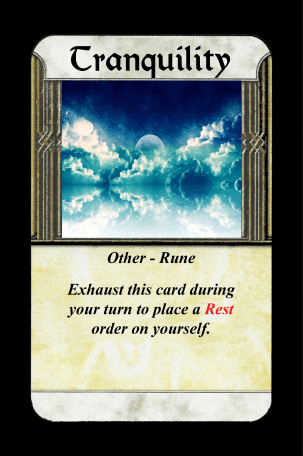 Tranquility
Other - Rune
Exhaust this card during
your turn to place a Rest
order on yourself.